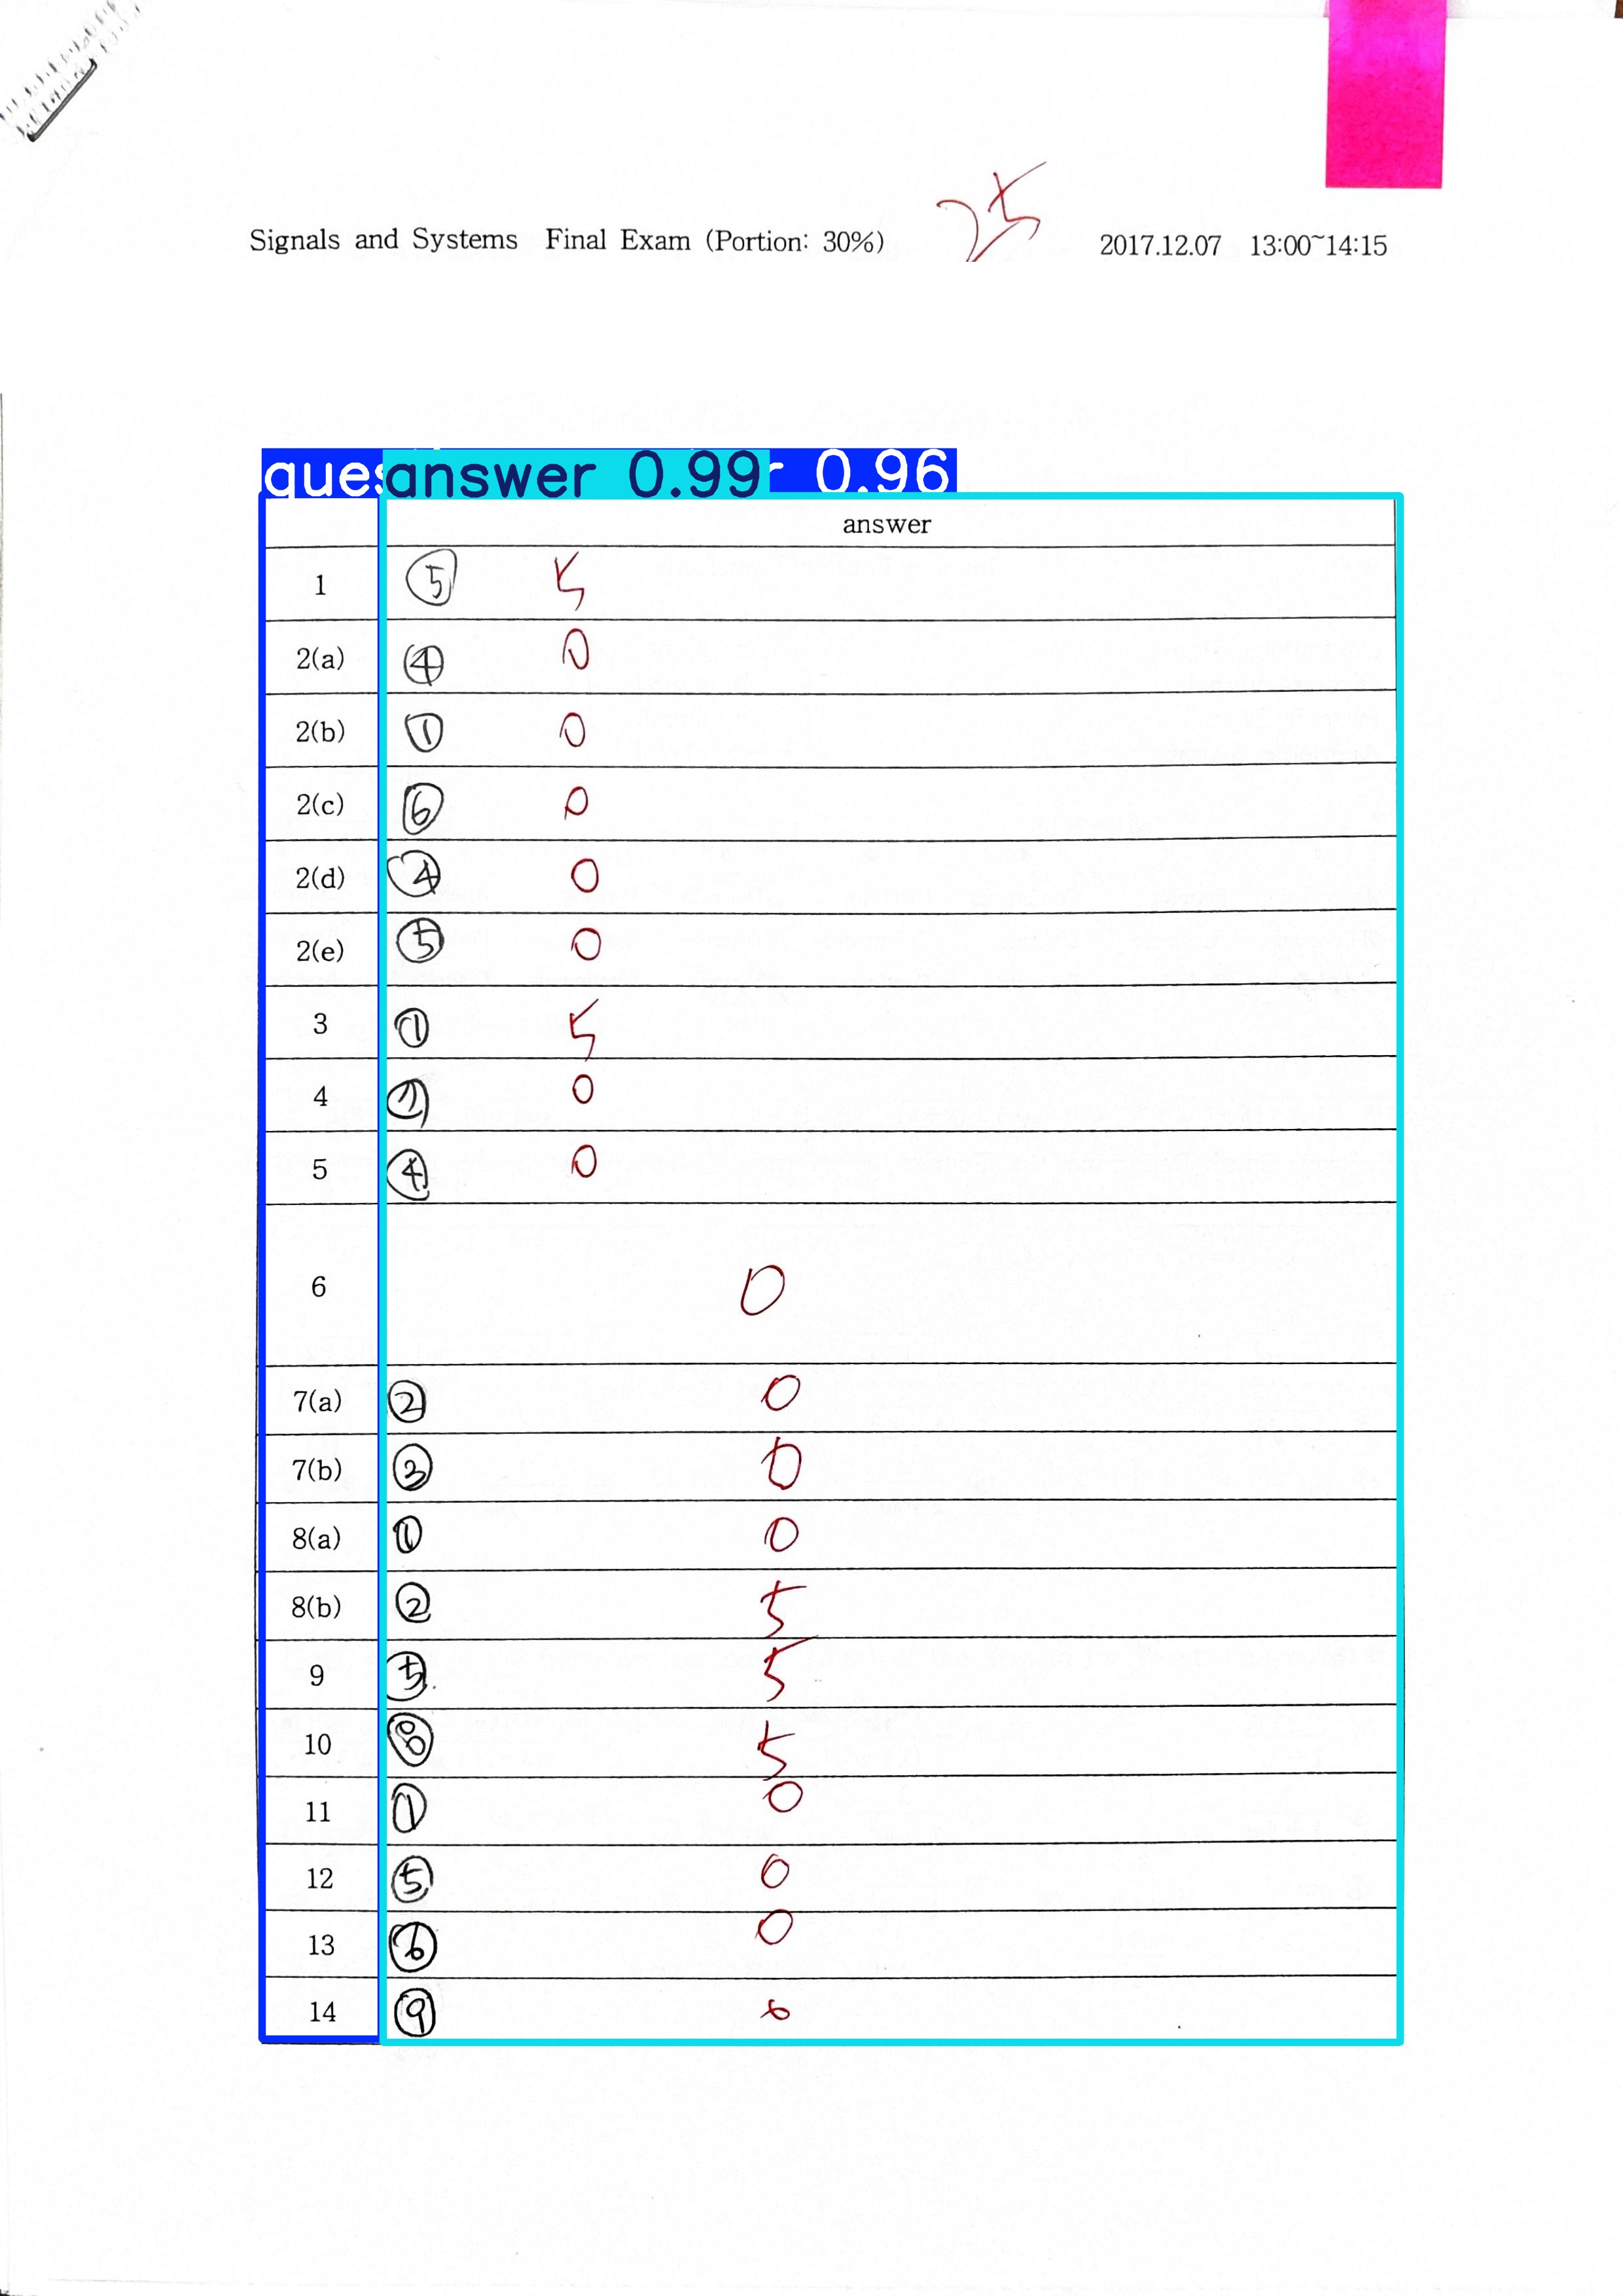 Signals and Systems Final Exam (Portion: 30%) 25 2017.12.07 13:00~14:15
answer 0.99 0.96
answer
1 ⑤ 5
2(a) ④ 0
2(b) ① 0
2(c) ⑥ 0
2(d) ④ 0
2(e) ⑤ 0
3 ① 5
4 0
5 ④ 0
6 0
7(a) ② 0
7(b) ③ 0
8(a) ① 0
8(b) ② 5
9 ⑤ 5
10 ⑧ 5
11 ① 0
12 ⑤ 0
13 ⑥ 0
14 ⑨ 0